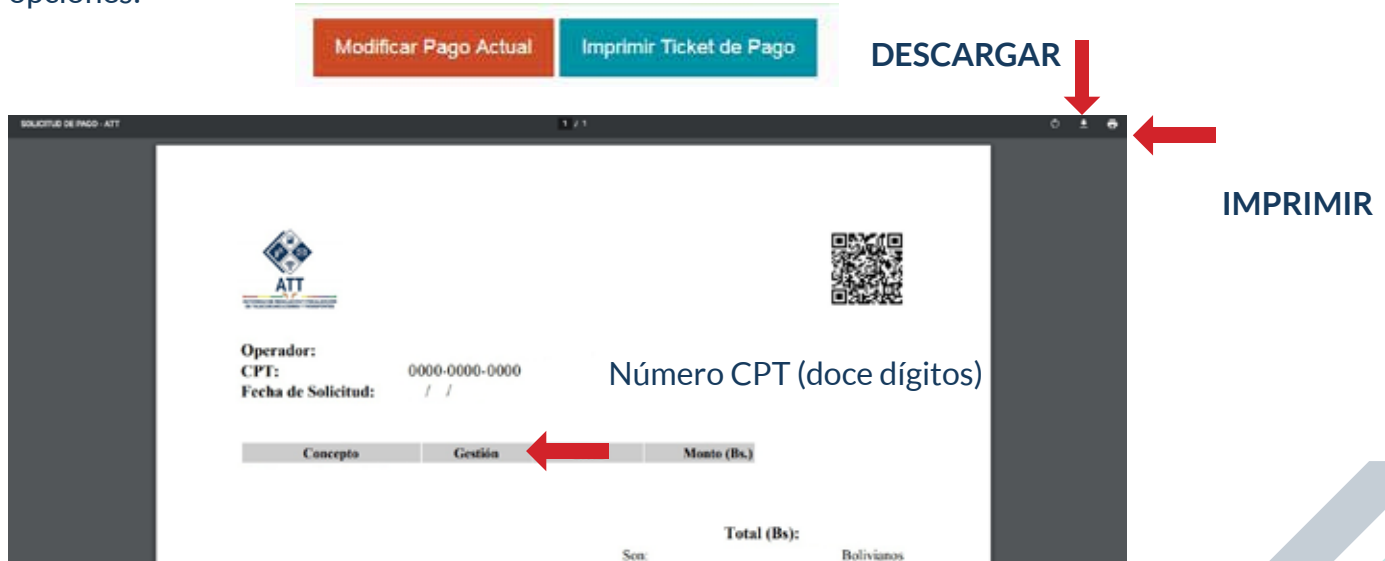 opciones:
Modificar Pago Actual
Imprimir Ticket de Pago
DESCARGAR
SOLICITUD DE PAGO - ATT
1 / 1
IMPRIMIR
ATT
Operador:
CPT: 0000-0000-0000
Número CPT (doce dígitos)
Fecha de Solicitud: / /
Concepto Gestión Monto (Bs.)
Total (Bs):
Son: Bolivianos